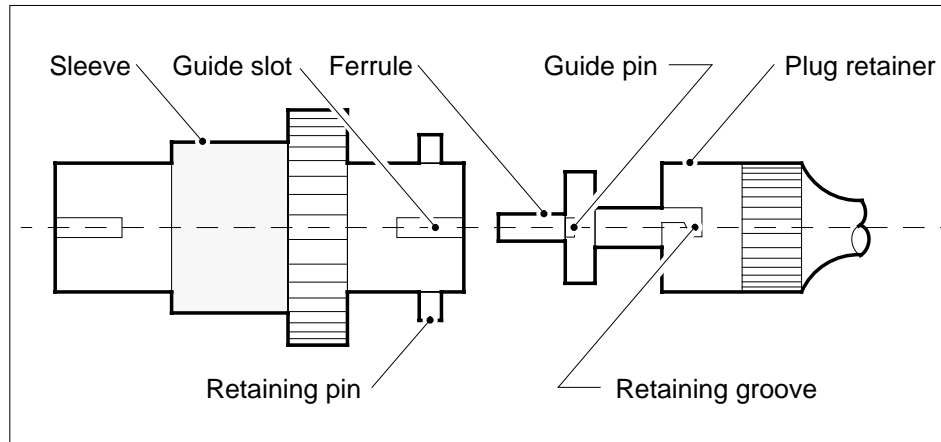 Sleeve
Guide slot
Ferrule
Guide pin
Plug retainer
Retaining pin
Retaining groove